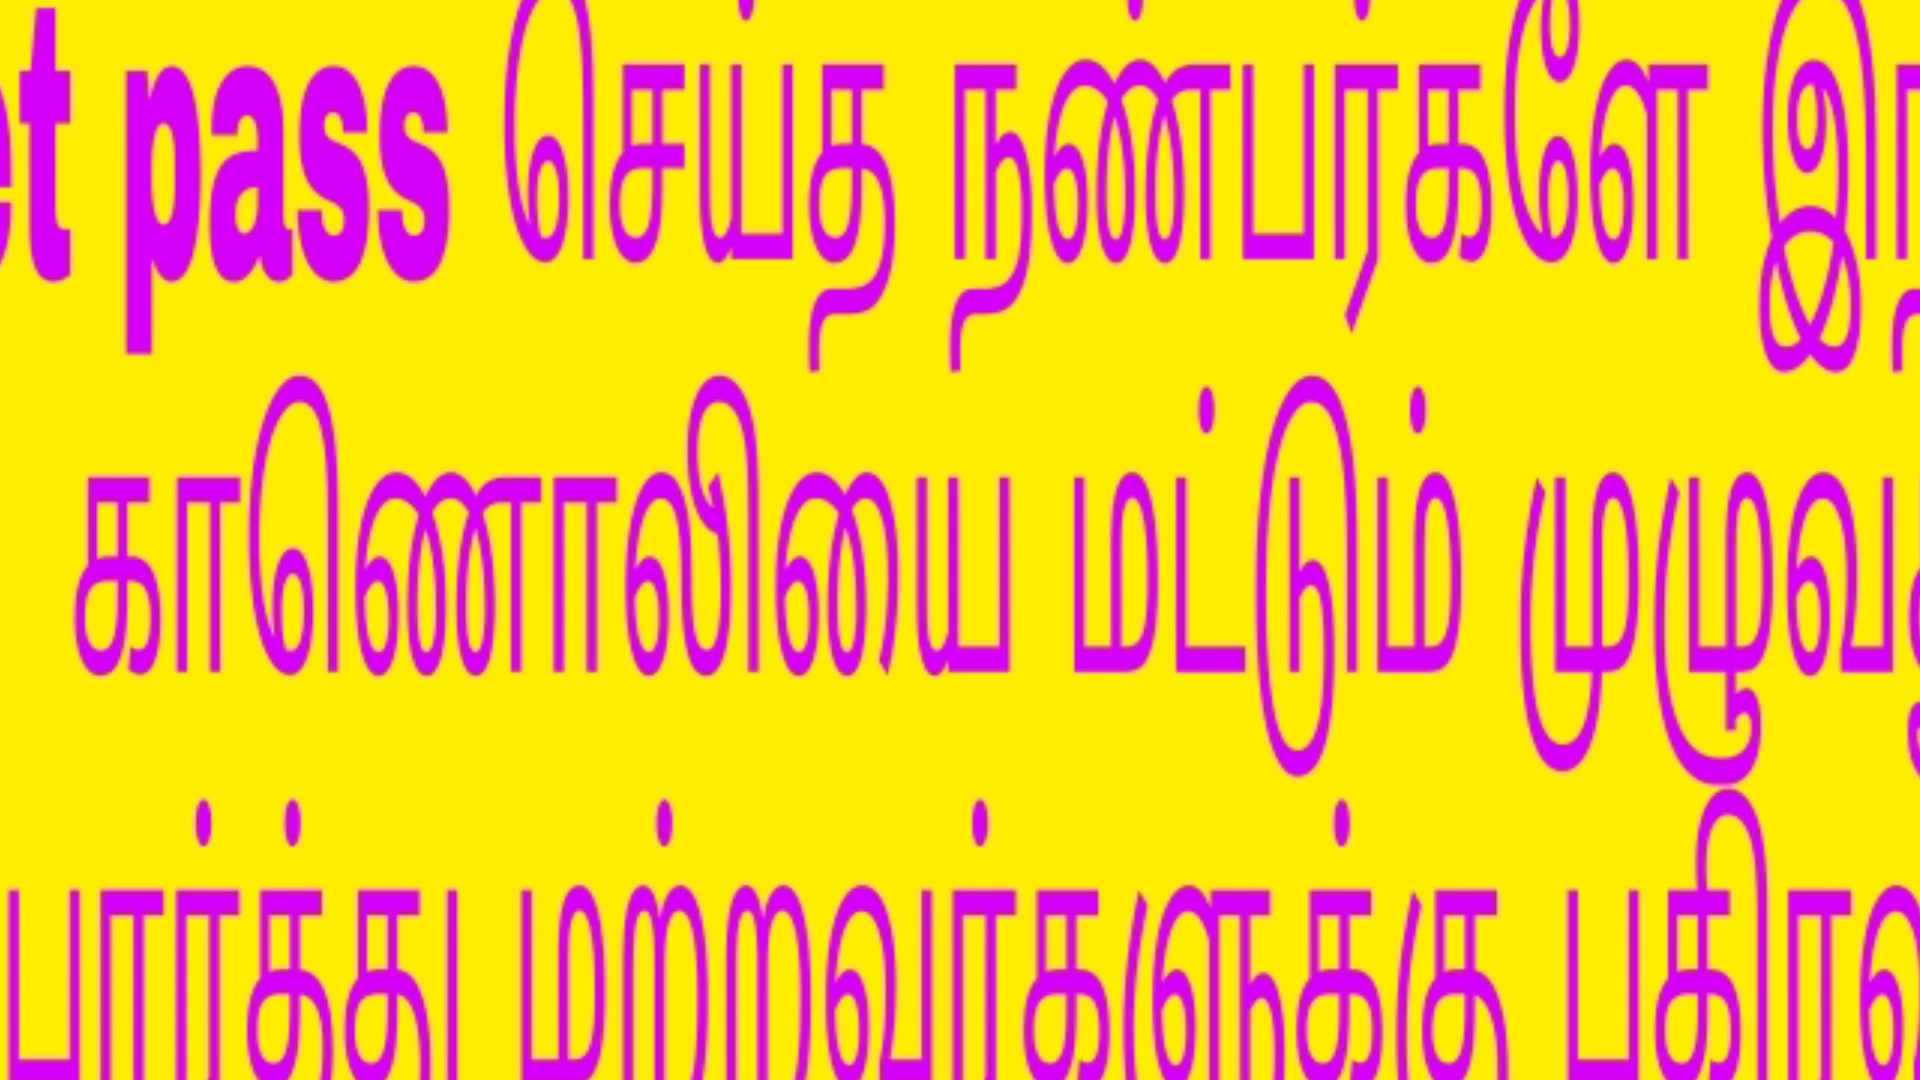 pass செய்த நண்பர்களே
காணொலியை மட்டும்
பார்த்து மற்றவர்களுக்கு